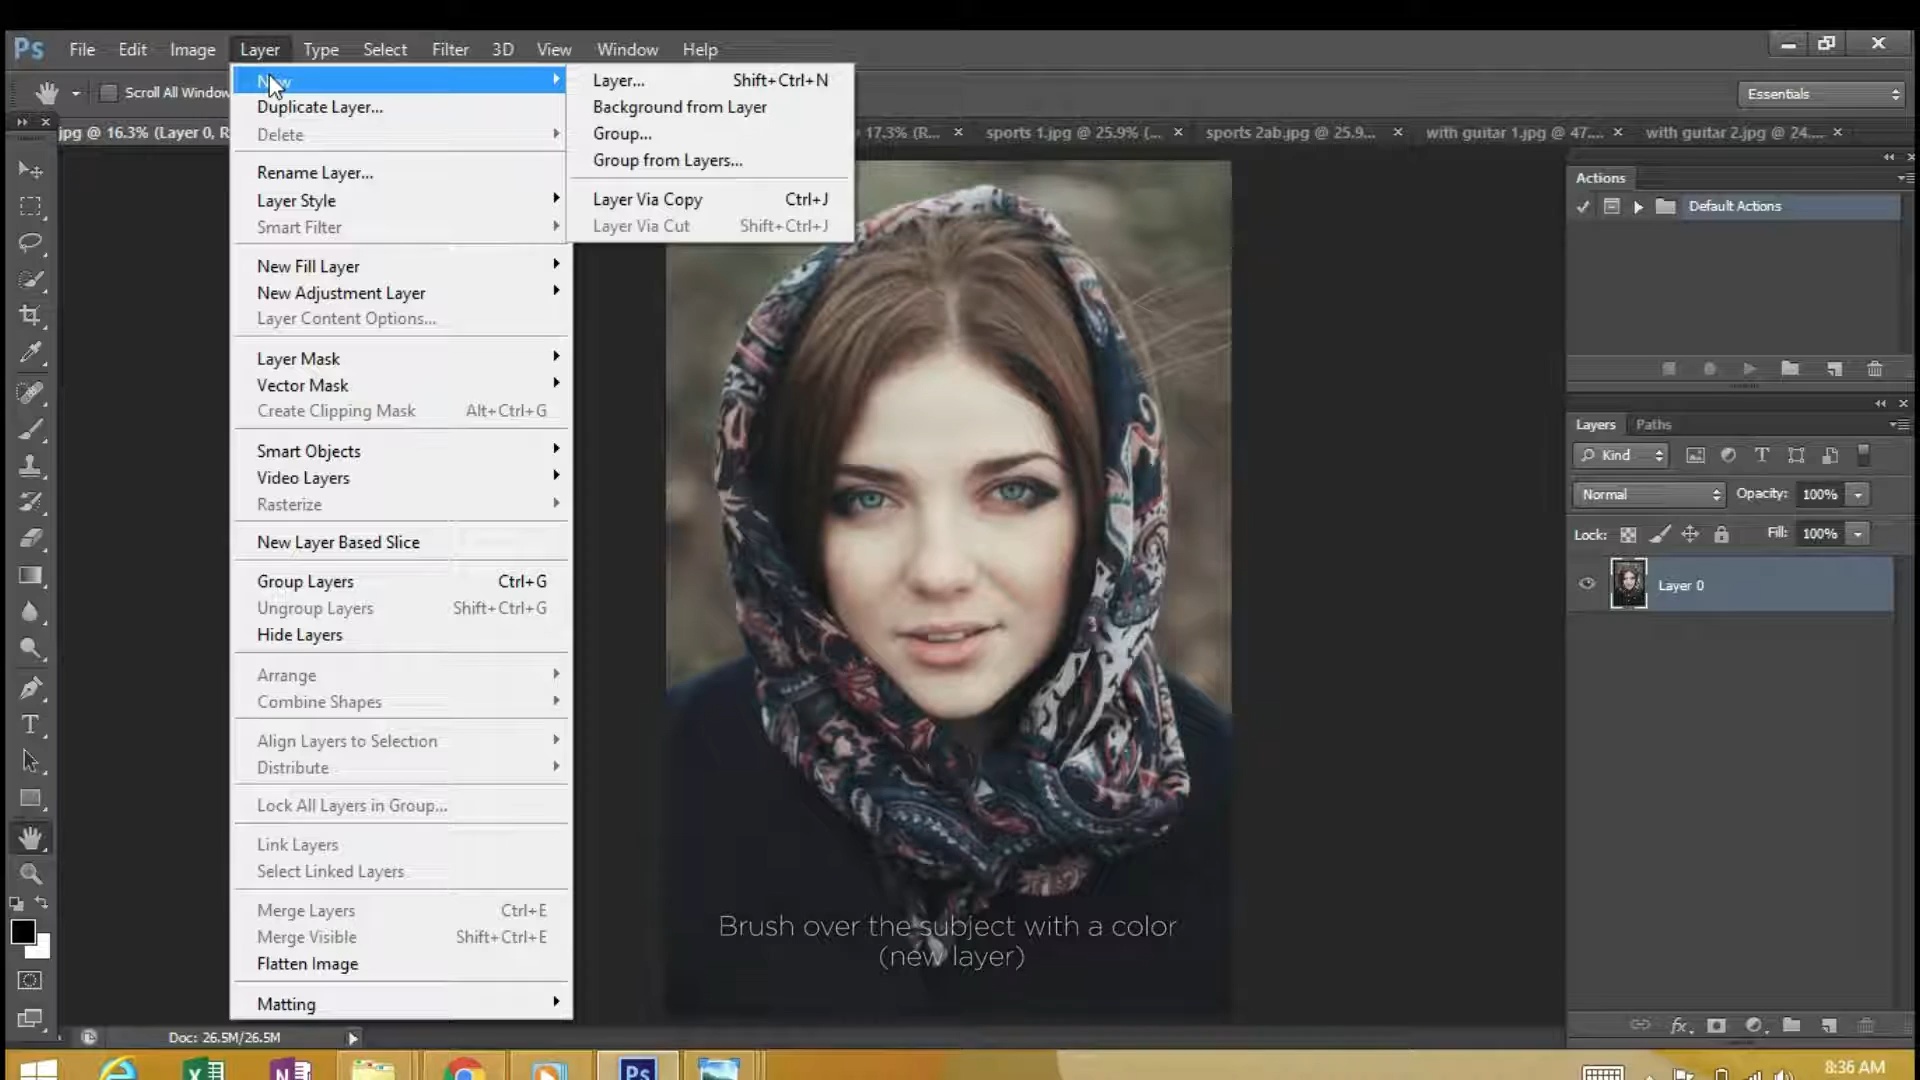 Ps File Edit Image Layer Type Select Filter 3D View Window Help
Scroll All Window
Essentials
jpg @ 16.3% (Layer 0, R
17.3% (R... × sports 1.jpg @ 25.9% (... × sports 2ab.jpg @ 25.9... × with guitar 1.jpg @ 47.... × with guitar 2.jpg @ 24.... ×
New
Duplicate Layer...
Delete
Rename Layer...
Layer Style
Smart Filter
New Fill Layer
New Adjustment Layer
Layer Content Options...
Layer Mask
Vector Mask
Create Clipping Mask Alt+Ctrl+G
Smart Objects
Video Layers
Rasterize
New Layer Based Slice
Group Layers Ctrl+G
Ungroup Layers Shift+Ctrl+G
Hide Layers
Arrange
Combine Shapes
Align Layers to Selection
Distribute
Lock All Layers in Group...
Link Layers
Select Linked Layers
Merge Layers Ctrl+E
Merge Visible Shift+Ctrl+E
Flatten Image
Matting
Layer... Shift+Ctrl+N
Background from Layer
Group...
Group from Layers...
Layer Via Copy Ctrl+J
Layer Via Cut Shift+Ctrl+J
Brush over the subject with a color
(new layer)
Actions
Default Actions
Layers Paths
Kind
Normal Opacity: 100%
Lock: Fill: 100%
Layer 0
fx
Doc: 26.5M/26.5M
Ps
8:36 AM